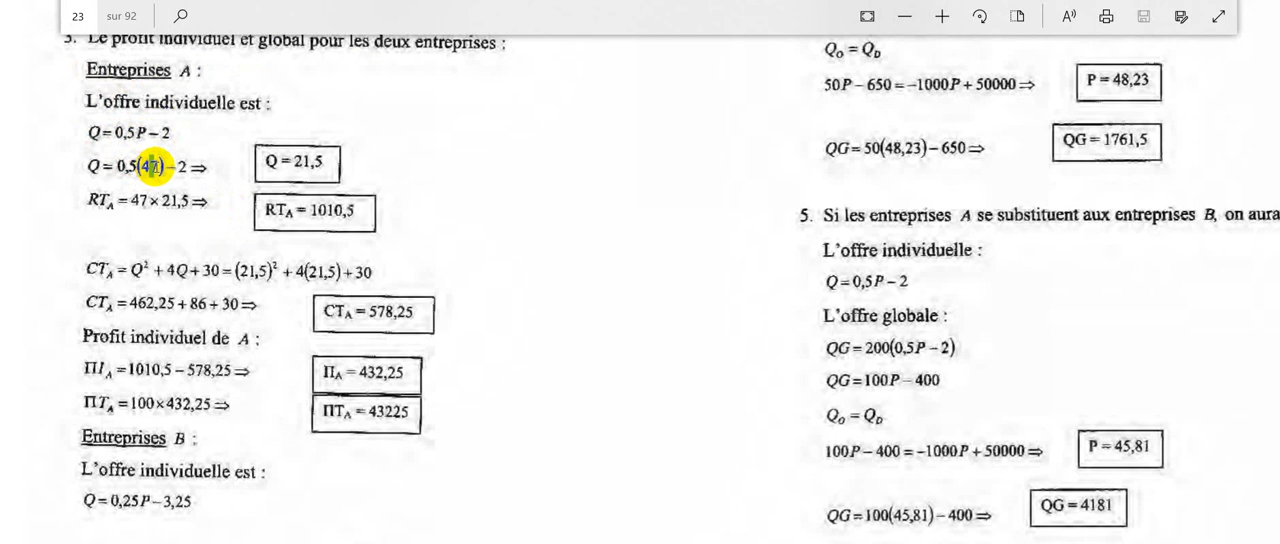 23 sur 92
3. Le profit individuel et global pour les deux entreprises :
Entreprises A :
L'offre individuelle est :
Q = 0,5P − 2
Q = 0,5(47) − 2 ⇒ Q = 21,5
RT_A = 47 × 21,5 ⇒ RT_A = 1010,5
CT_A = Q² + 4Q + 30 = (21,5)² + 4(21,5) + 30
CT_A = 462,25 + 86 + 30 ⇒ CT_A = 578,25
Profit individuel de A :
ΠI_A = 1010,5 − 578,25 ⇒ Π_A = 432,25
ΠT_A = 100 × 432,25 ⇒ ΠT_A = 43225
Entreprises B :
L'offre individuelle est :
Q = 0,25P − 3,25
Q_O = Q_D
50P − 650 = −1000P + 50000 ⇒ P = 48,23
QG = 50(48,23) − 650 ⇒ QG = 1761,5
5. Si les entreprises A se substituent aux entreprises B, on aura
L'offre individuelle :
Q = 0,5P − 2
L'offre globale :
QG = 200(0,5P − 2)
QG = 100P − 400
Q_O = Q_D
100P − 400 = −1000P + 50000 ⇒ P = 45,81
QG = 100(45,81) − 400 ⇒ QG = 4181